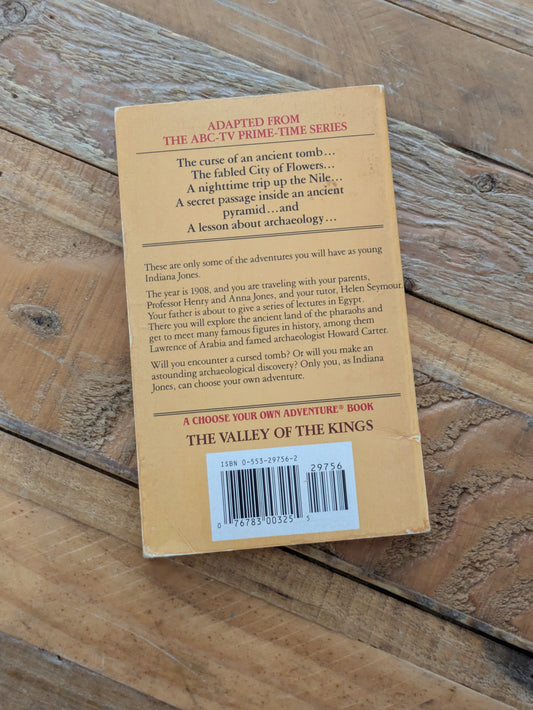 ADAPTED FROM
THE ABC-TV PRIME-TIME SERIES
The curse of an ancient tomb...
The fabled City of Flowers...
A nighttime trip up the Nile...
A secret passage inside an ancient
pyramid...and
A lesson about archaeology...
These are only some of the adventures you will have as young
Indiana Jones.
The year is 1908, and you are traveling with your parents,
Professor Henry and Anna Jones, and your tutor, Helen Seymour.
Your father is about to give a series of lectures in Egypt.
There you will explore the ancient land of the pharaohs and
get to meet many famous figures in history, among them
Lawrence of Arabia and famed archaeologist Howard Carter.
Will you encounter a cursed tomb? Or will you make an
astounding archaeological discovery? Only you, as Indiana
Jones, can choose your own adventure.
A CHOOSE YOUR OWN ADVENTURE® BOOK
THE VALLEY OF THE KINGS
ISBN 0-553-29756-2
29756
0 76783 00325 5